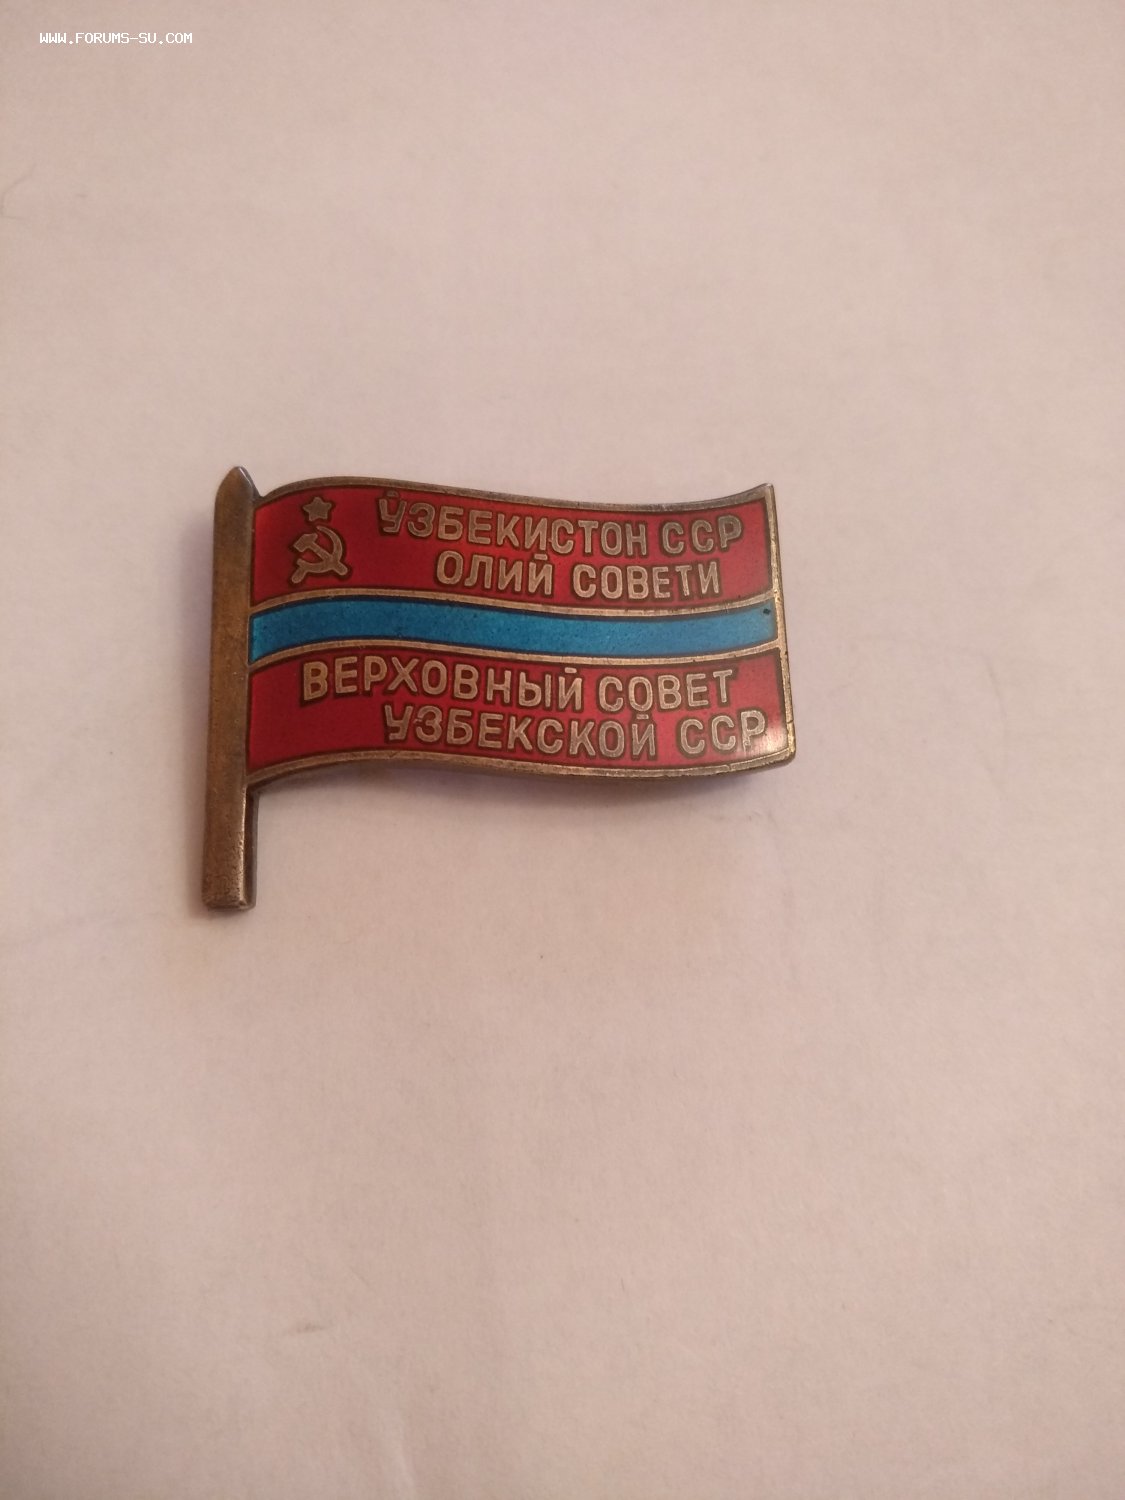 WWW.FORUMS-SU.COM
ЎЗБЕКИСТОН ССР
ОЛИЙ СОВЕТИ
ВЕРХОВНЫЙ СОВЕТ
УЗБЕКСКОЙ ССР